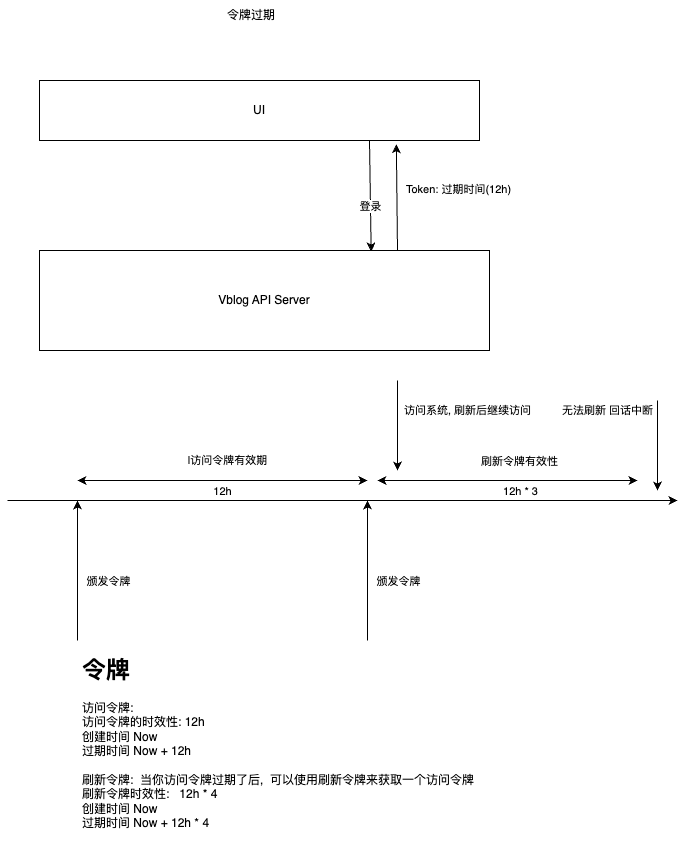 令牌过期
UI
登录
Token: 过期时间(12h)
Vblog API Server
访问系统, 刷新后继续访问
无法刷新 回话中断
I访问令牌有效期
刷新令牌有效性
12h
12h * 3
颁发令牌
颁发令牌
令牌
访问令牌:
访问令牌的时效性: 12h
创建时间 Now
过期时间 Now + 12h
刷新令牌: 当你访问令牌过期了后, 可以使用刷新令牌来获取一个访问令牌
刷新令牌时效性: 12h * 4
创建时间 Now
过期时间 Now + 12h * 4